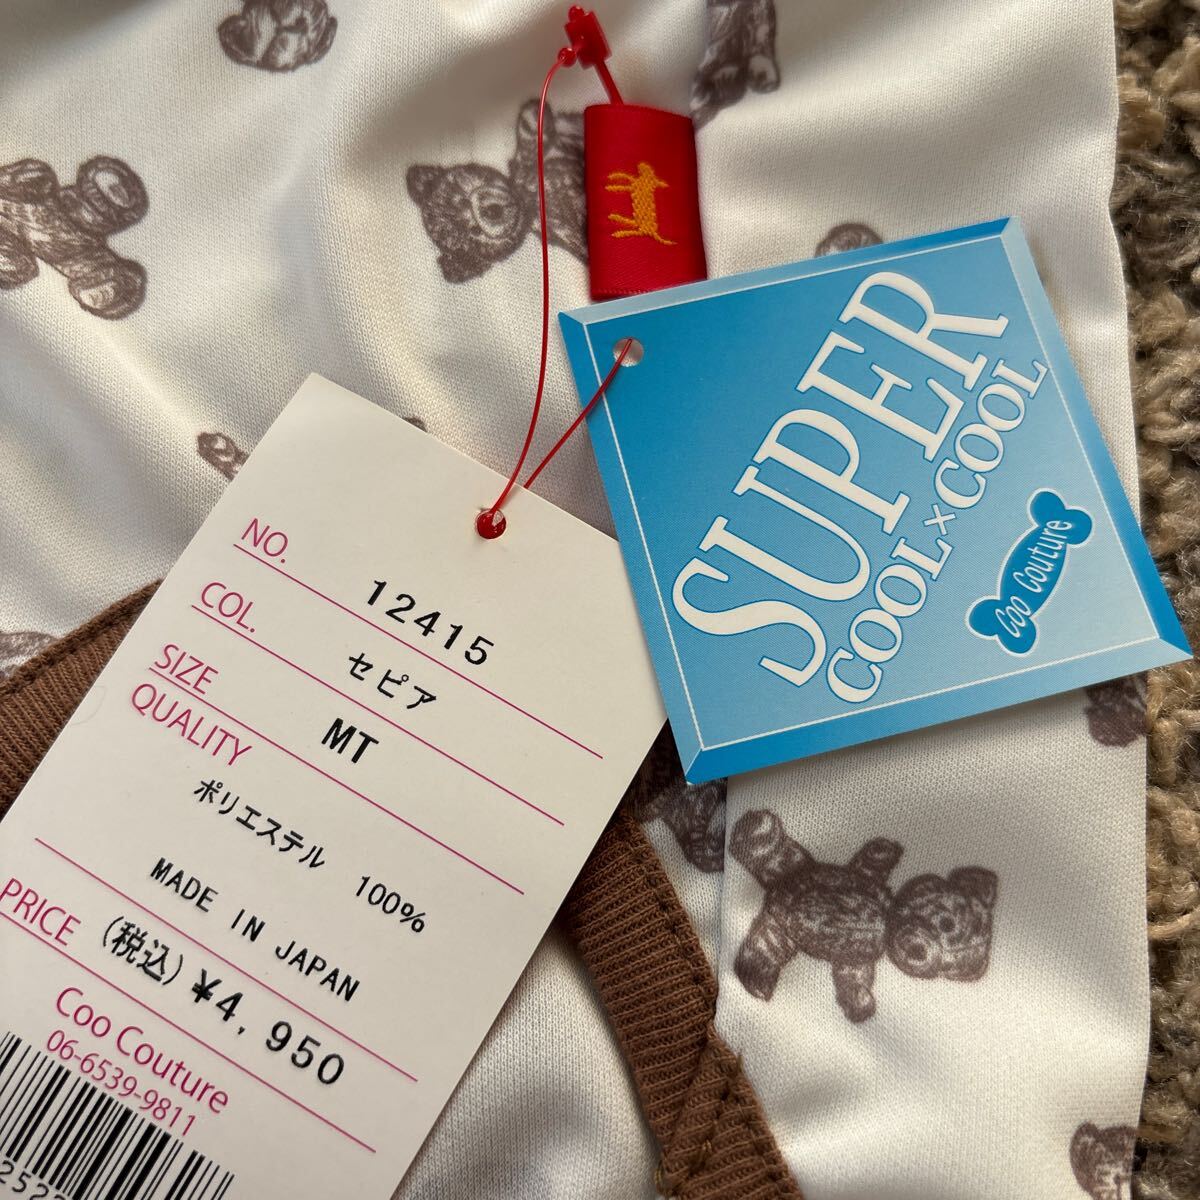 SUPER
COOL×COOL
Coo Couture
NO. 12415
COL. セピア
SIZE MT
QUALITY
ポリエステル 100%
MADE IN JAPAN
PRICE (税込) ¥4,950
Coo Couture
06-6539-9811